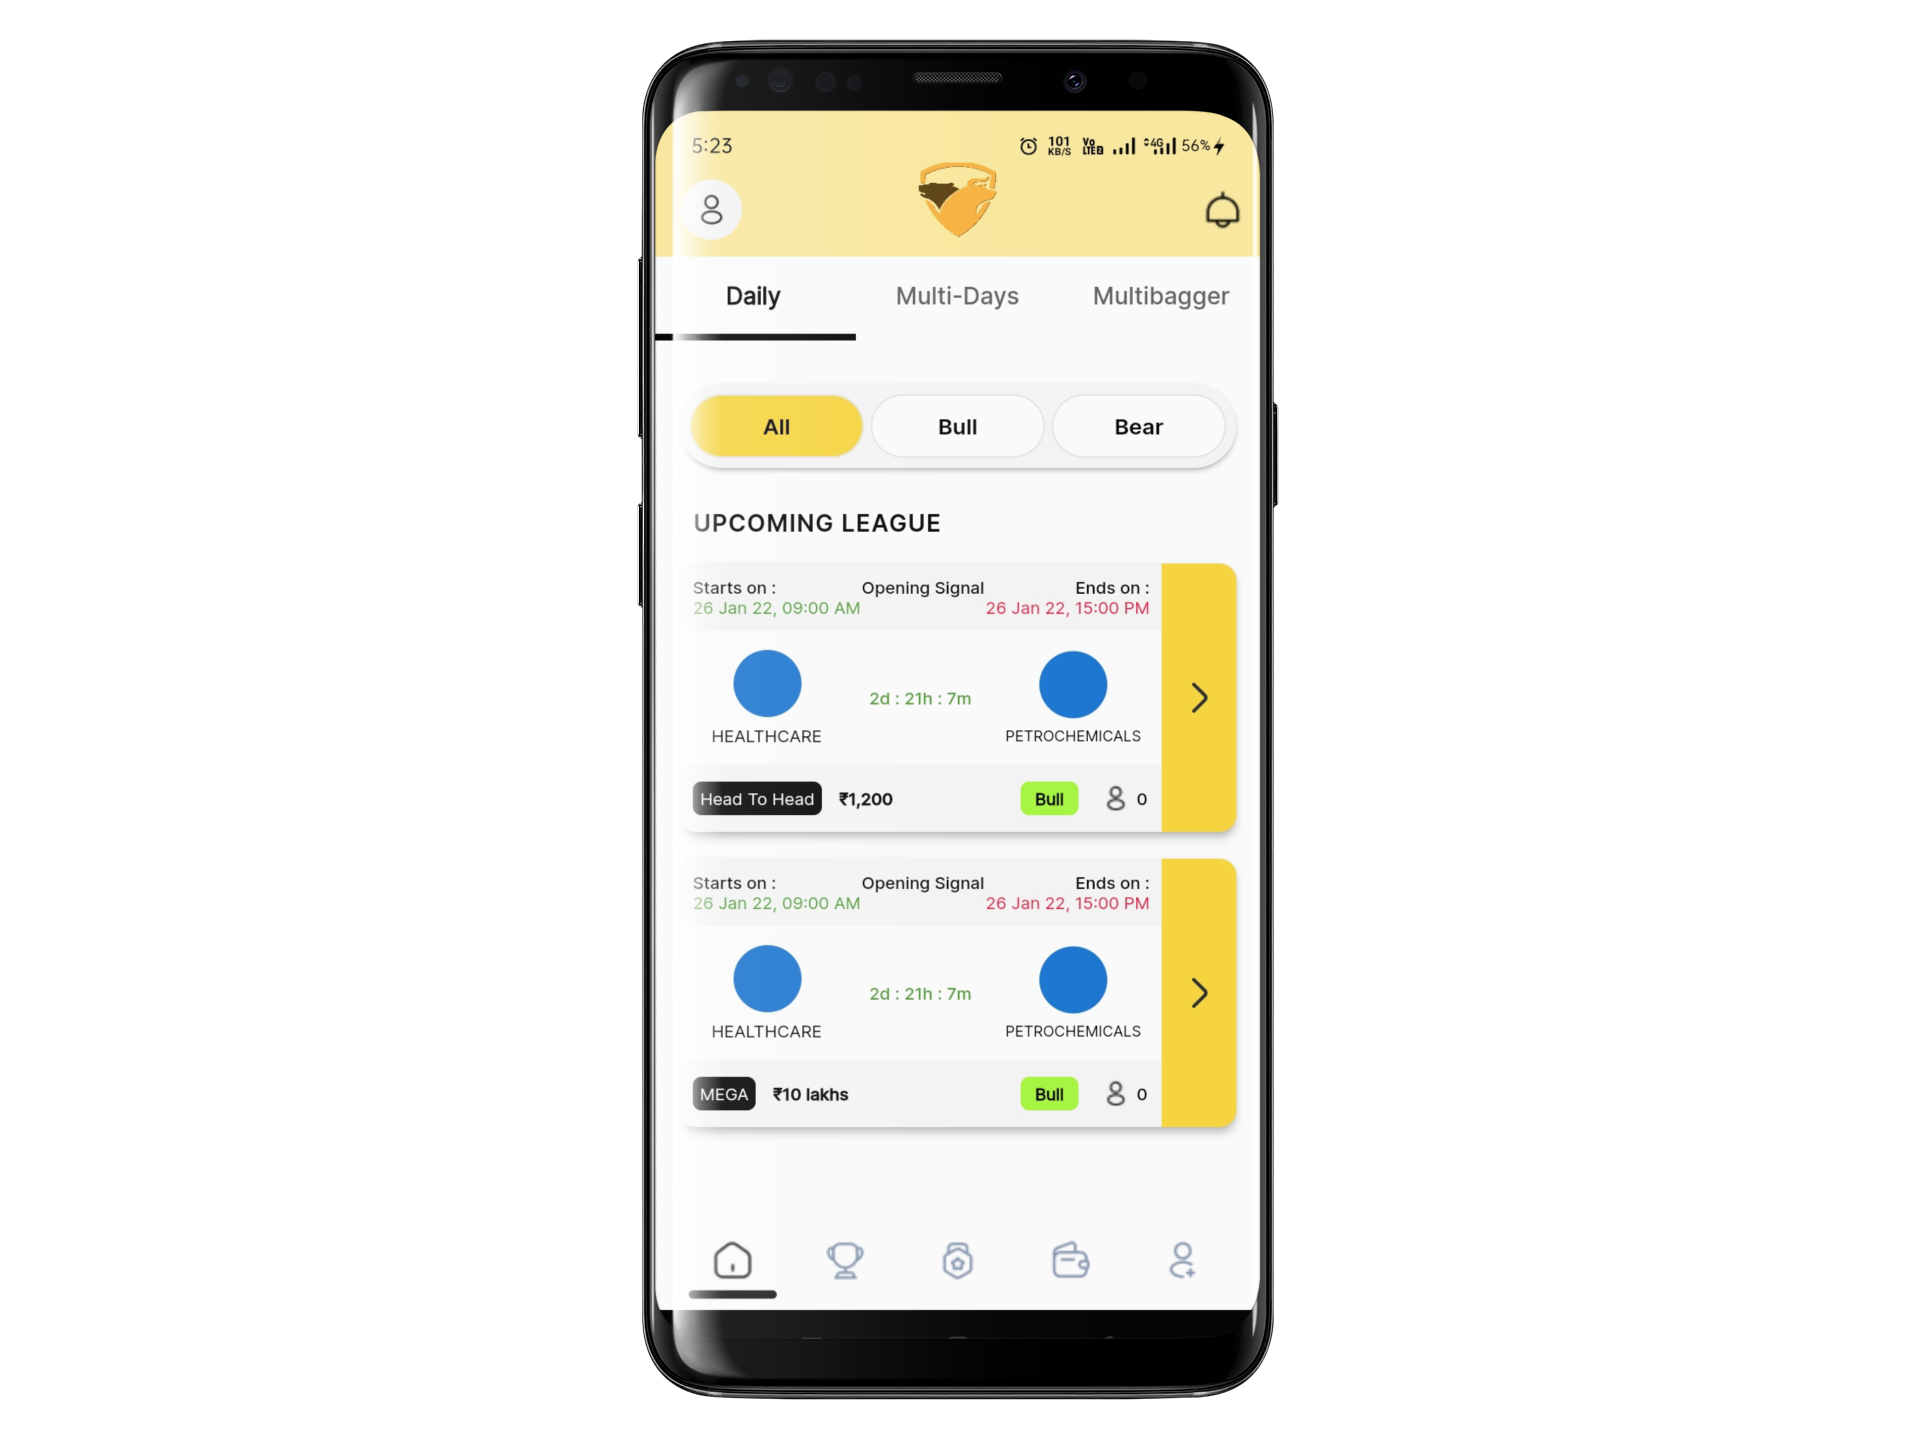 5:23
101 KB/S Vo LTE 2 4G 56%
Daily Multi-Days Multibagger
All Bull Bear
UPCOMING LEAGUE
Starts on : Opening Signal Ends on :
26 Jan 22, 09:00 AM 26 Jan 22, 15:00 PM
2d : 21h : 7m
HEALTHCARE PETROCHEMICALS
Head To Head ₹1,200 Bull 0
Starts on : Opening Signal Ends on :
26 Jan 22, 09:00 AM 26 Jan 22, 15:00 PM
2d : 21h : 7m
HEALTHCARE PETROCHEMICALS
MEGA ₹10 lakhs Bull 0